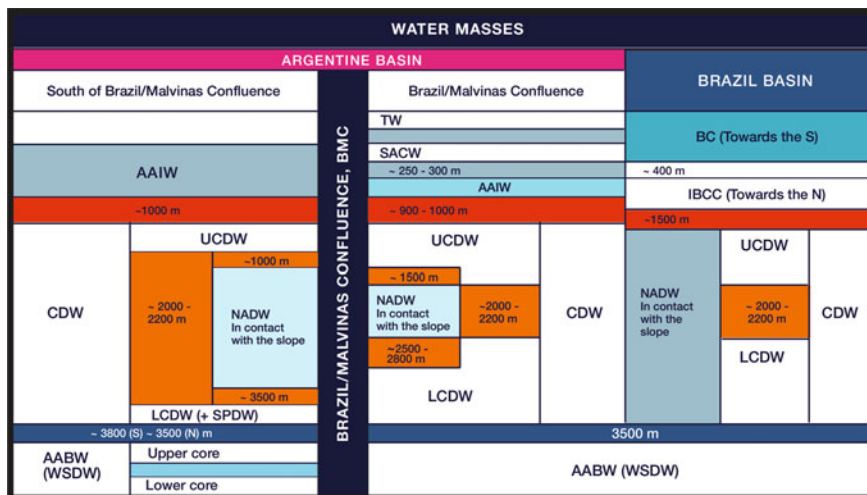 WATER MASSES
ARGENTINE BASIN
BRAZIL BASIN
South of Brazil/Malvinas Confluence
Brazil/Malvinas Confluence
BRAZIL/MALVINAS CONFLUENCE, BMC
AAIW
~1000 m
CDW
UCDW
~1000 m
~ 2000 -
2200 m
NADW
In contact
with the slope
~ 3500 m
LCDW (+ SPDW)
~ 3800 (S) ~ 3500 (N) m
AABW
(WSDW)
Upper core
Lower core
TW
SACW
~ 250 - 300 m
AAIW
~ 900 - 1000 m
UCDW
~ 1500 m
NADW
In contact
with the slope
~2000 -
2200 m
~2500 -
2800 m
LCDW
CDW
BC (Towards the S)
~ 400 m
IBCC (Towards the N)
~1500 m
NADW
In contact
with the
slope
UCDW
~ 2000 -
2200 m
LCDW
CDW
3500 m
AABW (WSDW)